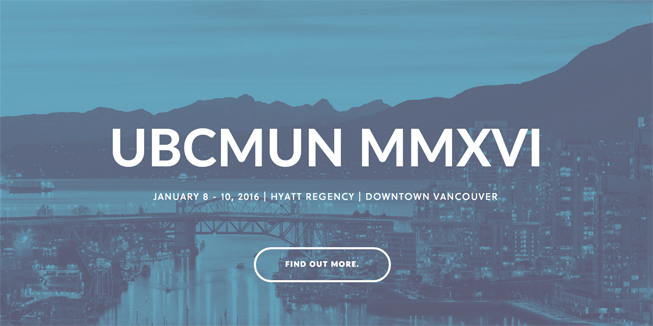 UBCMUN MMXVI
JANUARY 8 - 10, 2016 | HYATT REGENCY | DOWNTOWN VANCOUVER
FIND OUT MORE.